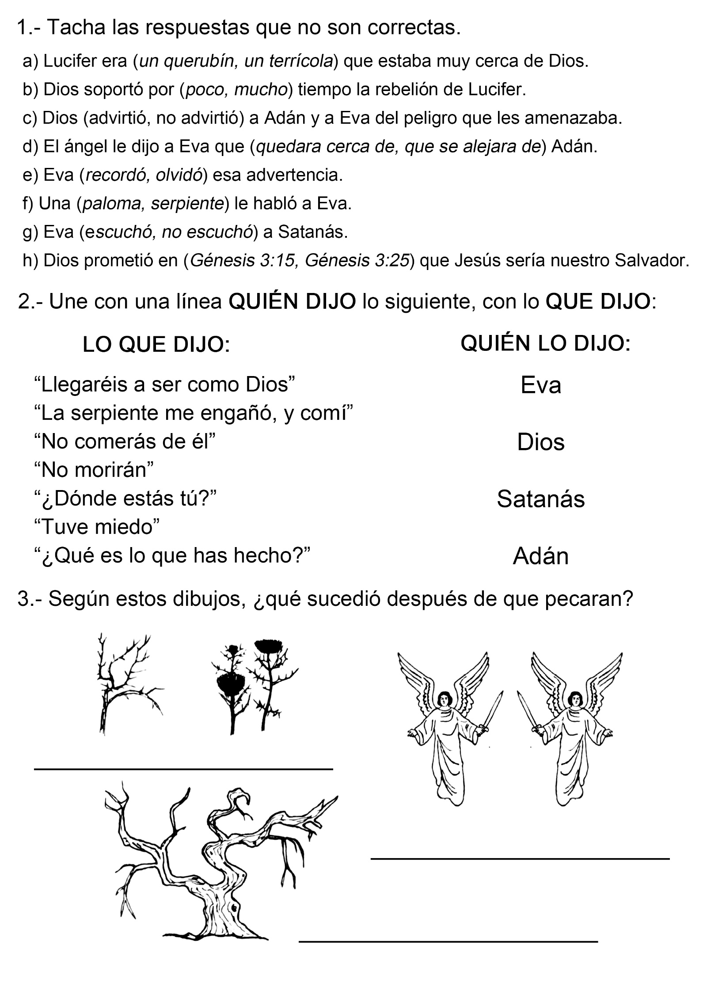 1.- Tacha las respuestas que no son correctas.
a) Lucifer era (un querubín, un terrícola) que estaba muy cerca de Dios.
b) Dios soportó por (poco, mucho) tiempo la rebelión de Lucifer.
c) Dios (advirtió, no advirtió) a Adán y a Eva del peligro que les amenazaba.
d) El ángel le dijo a Eva que (quedara cerca de, que se alejara de) Adán.
e) Eva (recordó, olvidó) esa advertencia.
f) Una (paloma, serpiente) le habló a Eva.
g) Eva (escuchó, no escuchó) a Satanás.
h) Dios prometió en (Génesis 3:15, Génesis 3:25) que Jesús sería nuestro Salvador.
2.- Une con una línea QUIÉN DIJO lo siguiente, con lo QUE DIJO:
LO QUE DIJO:
“Llegaréis a ser como Dios”
“La serpiente me engañó, y comí”
“No comerás de él”
“No morirán”
“¿Dónde estás tú?”
“Tuve miedo”
“¿Qué es lo que has hecho?”
QUIÉN LO DIJO:
Eva
Dios
Satanás
Adán
3.- Según estos dibujos, ¿qué sucedió después de que pecaran?